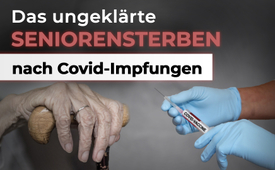 Das ungeklärte
SENIORENSTERBEN
nach Covid-Impfungen